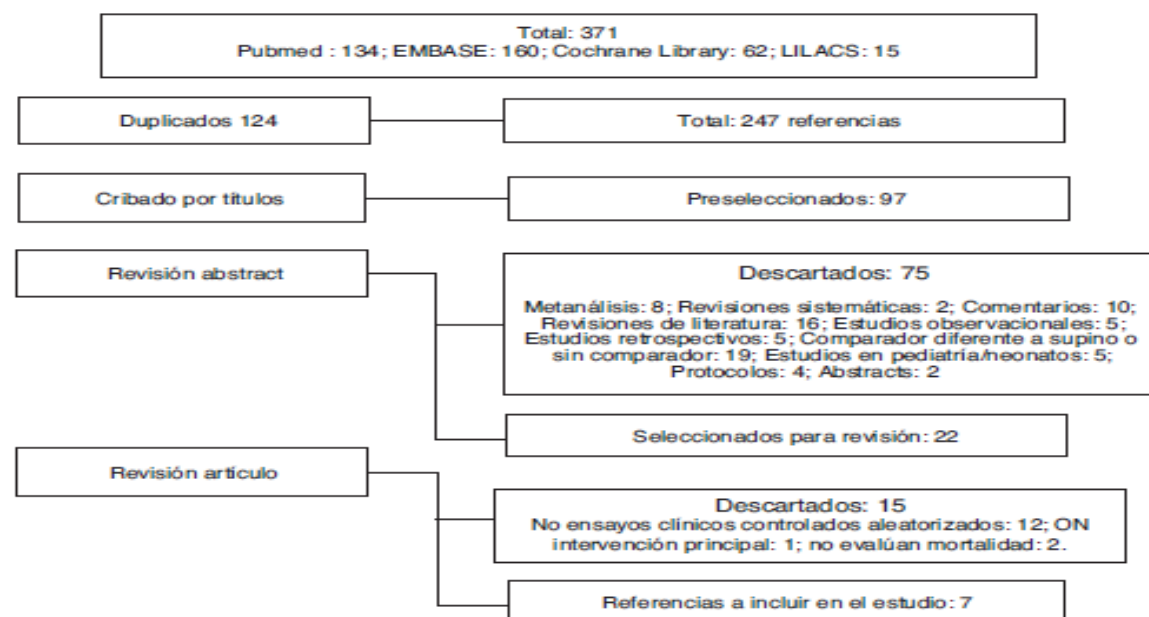 Total: 371
Pubmed : 134; EMBASE: 160; Cochrane Library: 62; LILACS: 15
Duplicados 124
Total: 247 referencias
Cribado por títulos
Preseleccionados: 97
Revisión abstract
Descartados: 75
Metanálisis: 8; Revisiones sistemáticas: 2; Comentarios: 10;
Revisiones de literatura: 16; Estudios observacionales: 5;
Estudios retrospectivos: 5; Comparador diferente a supino o
sin comparador: 19; Estudios en pediatría/neonatos: 5;
Protocolos: 4; Abstracts: 2
Seleccionados para revisión: 22
Revisión artículo
Descartados: 15
No ensayos clínicos controlados aleatorizados: 12; ON
intervención principal: 1; no evalúan mortalidad: 2.
Referencias a incluir en el estudio: 7